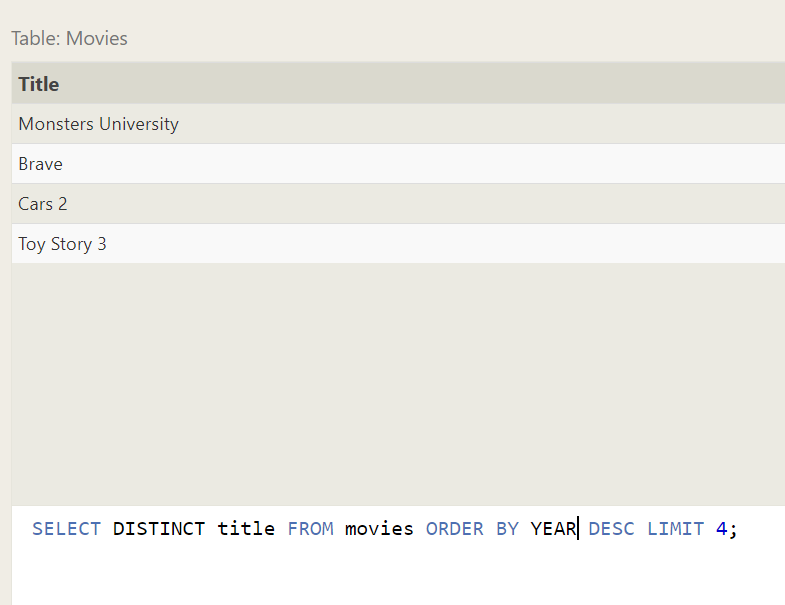 Table: Movies
Title
Monsters University
Brave
Cars 2
Toy Story 3
SELECT DISTINCT title FROM movies ORDER BY YEAR DESC LIMIT 4;